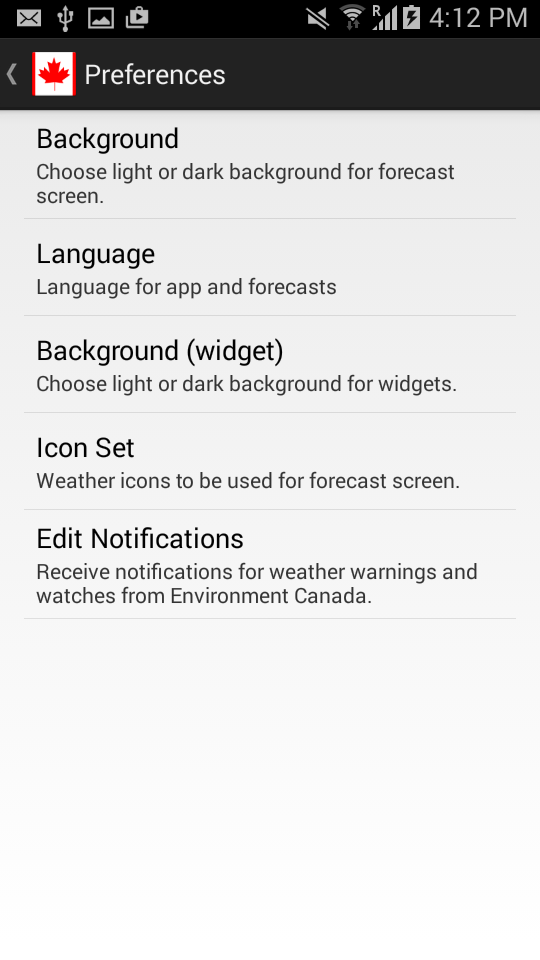 R 4:12 PM
Preferences
Background
Choose light or dark background for forecast
screen.
Language
Language for app and forecasts
Background (widget)
Choose light or dark background for widgets.
Icon Set
Weather icons to be used for forecast screen.
Edit Notifications
Receive notifications for weather warnings and
watches from Environment Canada.